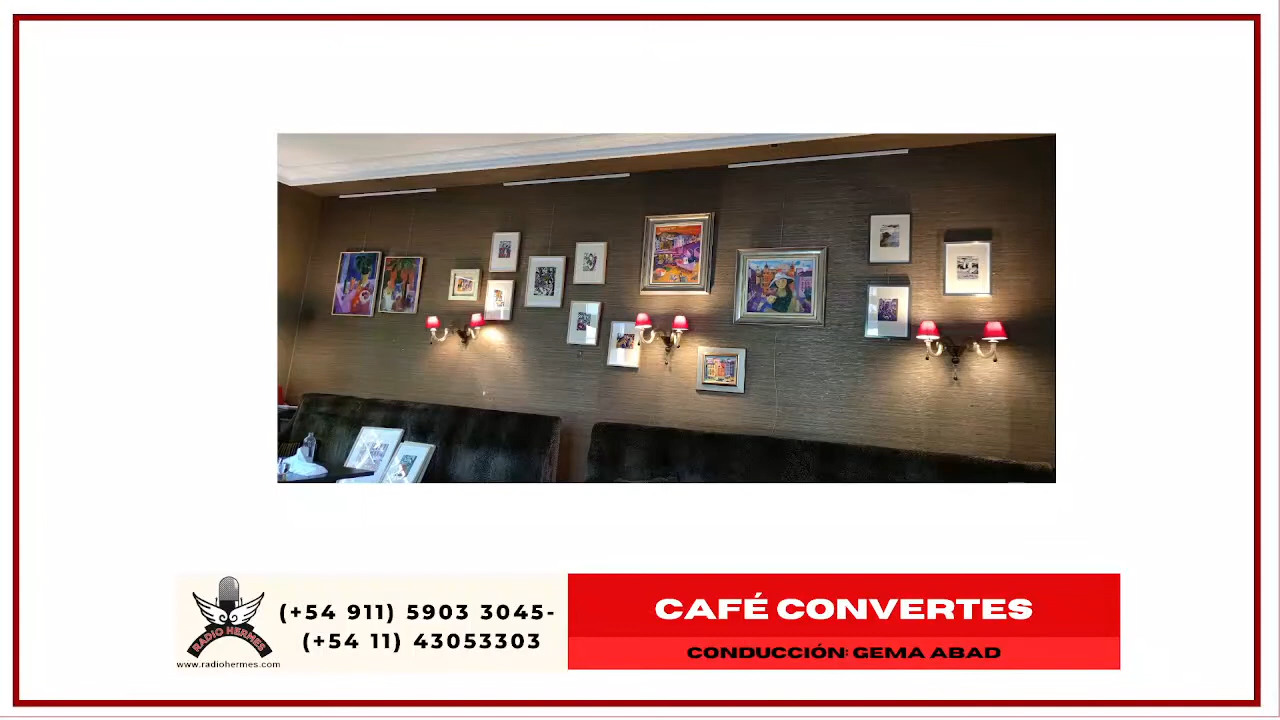 (+54 911) 5903 3045-
(+54 11) 43053303
RADIO HERMES
www.radiohermes.com
CAFÉ CONVERTES
CONDUCCIÓN: GEMA ABAD